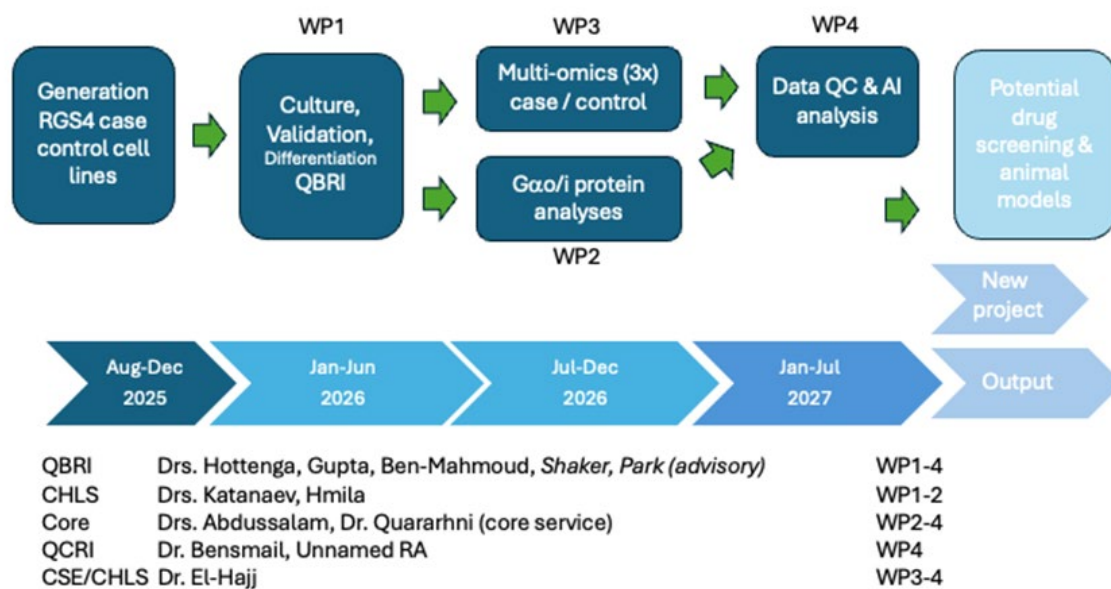 WP1
WP3
WP4
Generation
RGS4 case
control cell
lines
Culture,
Validation,
Differentiation
QBRI
Multi-omics (3x)
case / control
Gαo/i protein
analyses
WP2
Data QC & AI
analysis
Potential
drug
screening &
animal
models
New
project
Aug-Dec
2025
Jan-Jun
2026
Jul-Dec
2026
Jan-Jul
2027
Output
QBRI Drs. Hottenga, Gupta, Ben-Mahmoud, Shaker, Park (advisory) WP1-4
CHLS Drs. Katanaev, Hmila WP1-2
Core Drs. Abdussalam, Dr. Quararhni (core service) WP2-4
QCRI Dr. Bensmail, Unnamed RA WP4
CSE/CHLS Dr. El-Hajj WP3-4